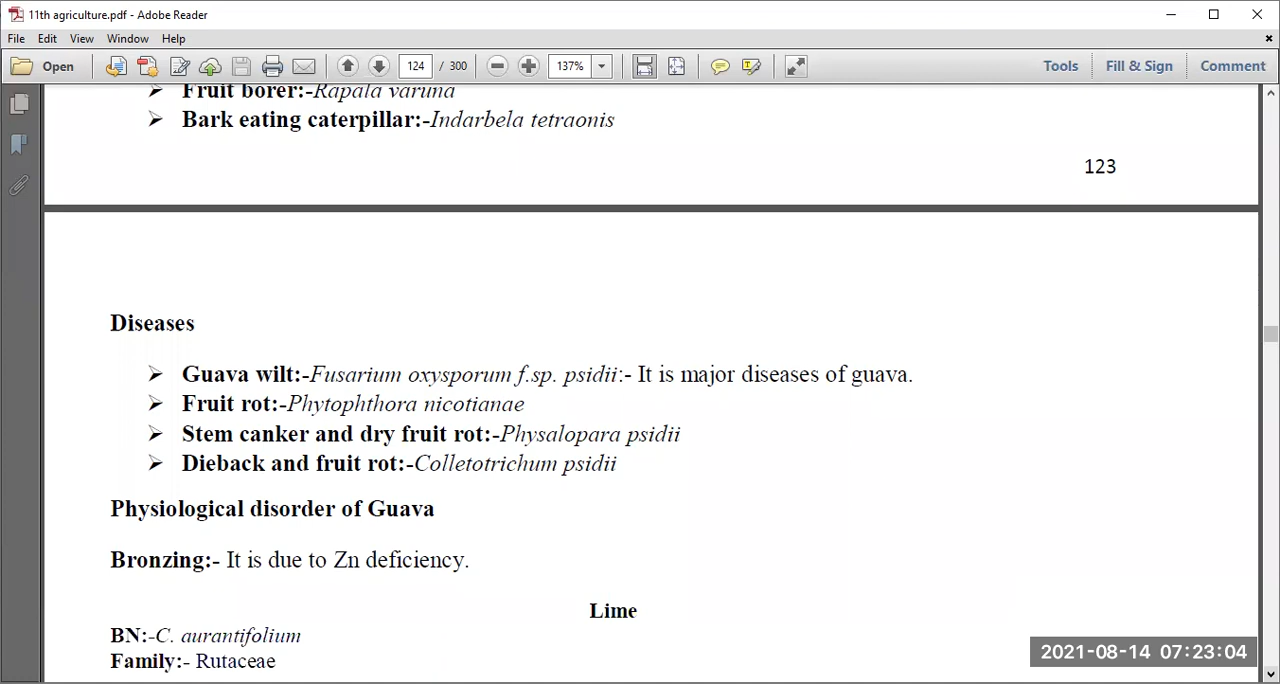 11th agriculture.pdf - Adobe Reader
File Edit View Window Help
Open 124 / 300 137% Tools Fill & Sign Comment
➢ Fruit borer:-Rapala varuna
➢ Bark eating caterpillar:-Indarbela tetraonis
123
Diseases
➢ Guava wilt:-Fusarium oxysporum f.sp. psidii:- It is major diseases of guava.
➢ Fruit rot:-Phytophthora nicotianae
➢ Stem canker and dry fruit rot:-Physalopara psidii
➢ Dieback and fruit rot:-Colletotrichum psidii
Physiological disorder of Guava
Bronzing:- It is due to Zn deficiency.
Lime
BN:-C. aurantifolium
Family:- Rutaceae
2021-08-14 07:23:04